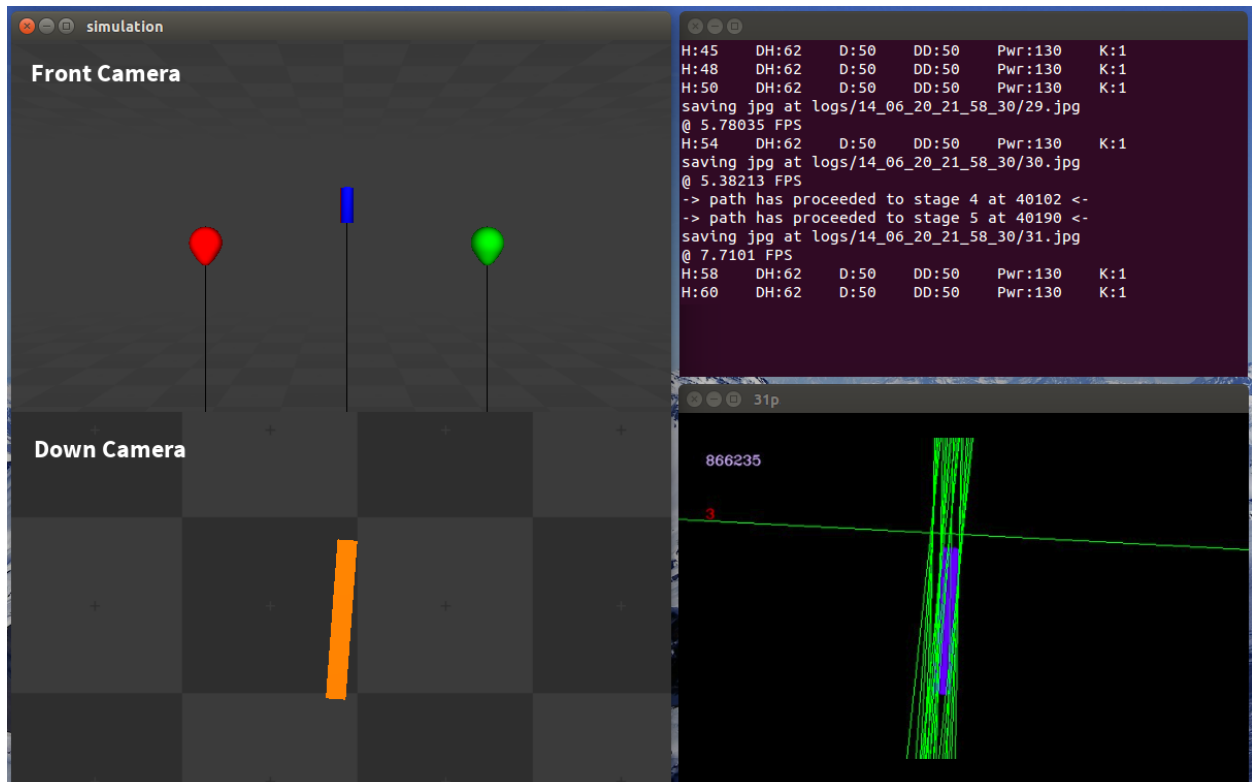 simulation
Front Camera
Down Camera
H:45 DH:62 D:50 DD:50 Pwr:130 K:1
H:48 DH:62 D:50 DD:50 Pwr:130 K:1
H:50 DH:62 D:50 DD:50 Pwr:130 K:1
saving jpg at logs/14_06_20_21_58_30/29.jpg
@ 5.78035 FPS
H:54 DH:62 D:50 DD:50 Pwr:130 K:1
saving jpg at logs/14_06_20_21_58_30/30.jpg
@ 5.38213 FPS
-> path has proceeded to stage 4 at 40102 <-
-> path has proceeded to stage 5 at 40190 <-
saving jpg at logs/14_06_20_21_58_30/31.jpg
@ 7.7101 FPS
H:58 DH:62 D:50 DD:50 Pwr:130 K:1
H:60 DH:62 D:50 DD:50 Pwr:130 K:1
31p
866235
3